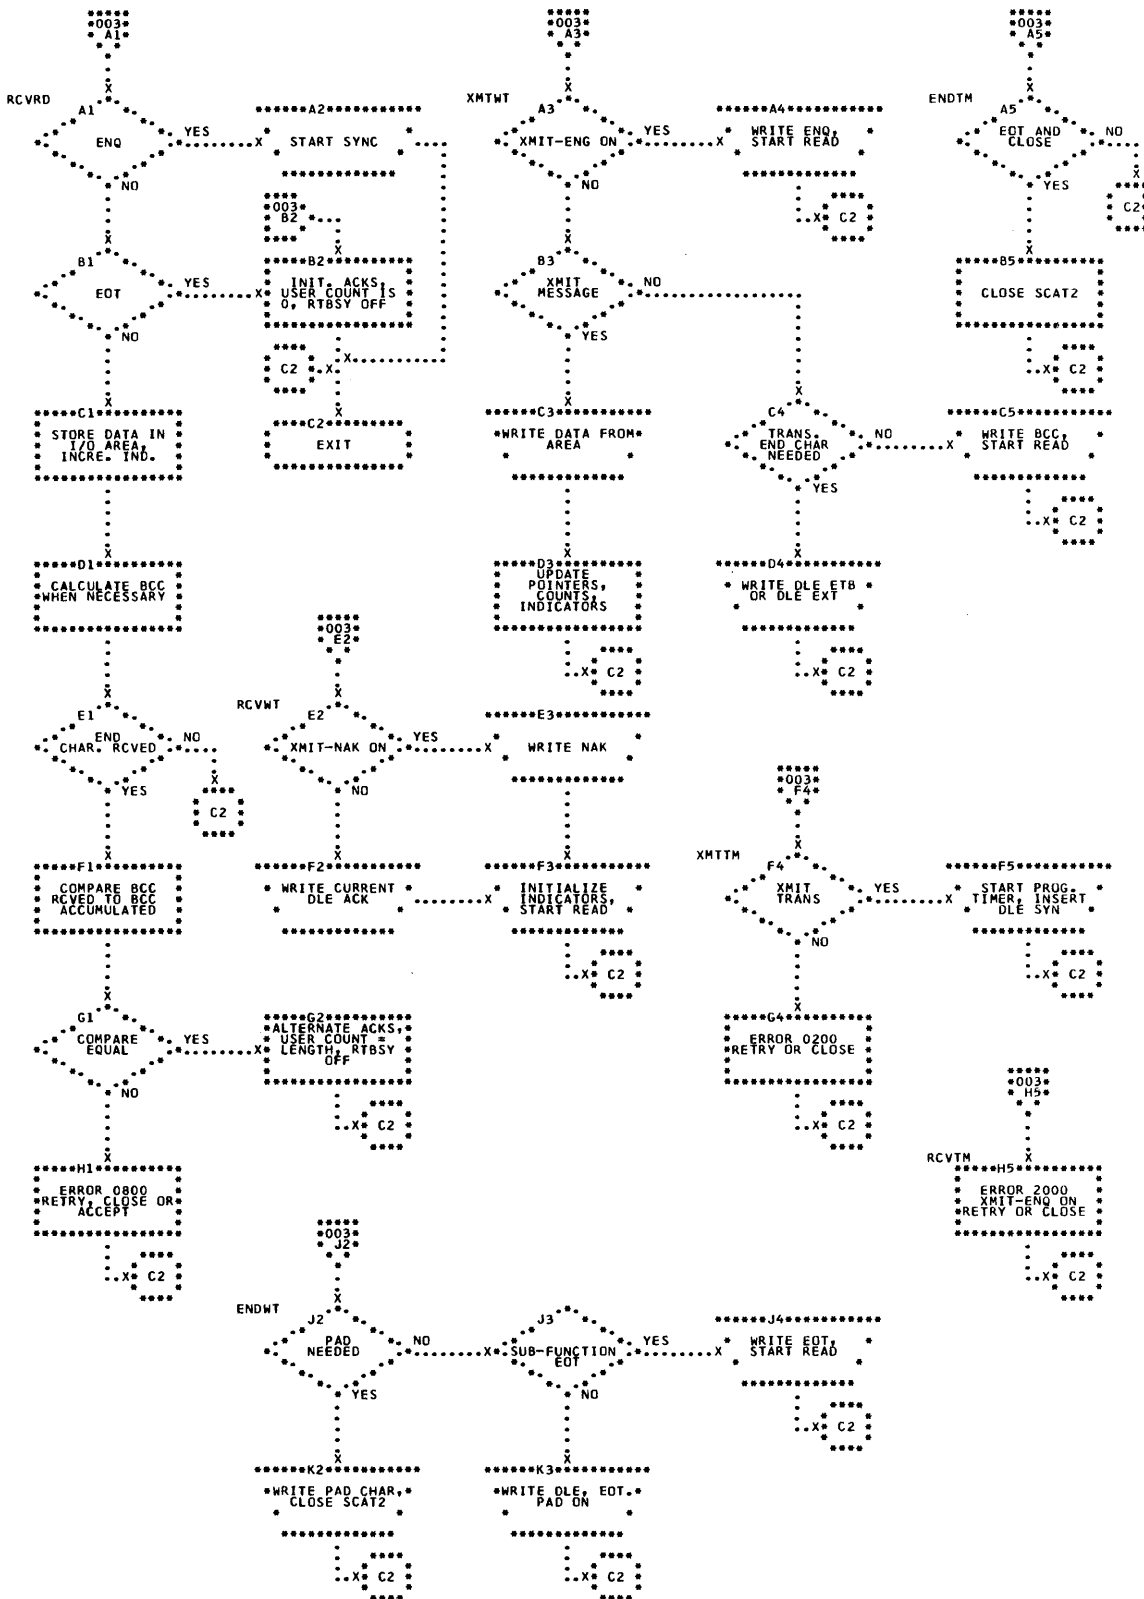 003
A1
003
A3
003
A5
RCVRD
A1
ENQ
YES
NO
A2
START SYNC
XMTWT
A3
XMIT-ENG ON
YES
NO
A4
WRITE ENQ,
START READ
C2
ENDTM
A5
EOT AND
CLOSE
NO
YES
C2
003
B2
B1
EOT
YES
NO
B2
INIT. ACKS,
USER COUNT IS
0, RTBSY OFF
C2
B3
XMIT
MESSAGE
NO
YES
B5
CLOSE SCAT2
C2
C1
STORE DATA IN
I/O AREA,
INCRE. IND.
C2
EXIT
C3
WRITE DATA FROM
AREA
C4
TRANS.
END CHAR
NEEDED
NO
YES
C5
WRITE BCC,
START READ
C2
D1
CALCULATE BCC
WHEN NECESSARY
D3
UPDATE
POINTERS,
COUNTS,
INDICATORS
C2
D4
WRITE DLE ETB
OR DLE EXT
C2
003
E2
E1
END
CHAR. RCVED
NO
YES
C2
RCVWT
E2
XMIT-NAK ON
YES
NO
E3
WRITE NAK
003
F4
F1
COMPARE BCC
RCVED TO BCC
ACCUMULATED
F2
WRITE CURRENT
DLE ACK
F3
INITIALIZE
INDICATORS,
START READ
C2
XMTTM
F4
XMIT
TRANS
YES
NO
F5
START PROG.
TIMER, INSERT
DLE SYN
C2
G1
COMPARE
EQUAL
YES
NO
G2
ALTERNATE ACKS,
USER COUNT =
LENGTH, RTBSY
OFF
C2
G4
ERROR 0200
RETRY OR CLOSE
C2
003
H5
H1
ERROR 0800
RETRY, CLOSE OR
ACCEPT
C2
RCVTM
H5
ERROR 2000
XMIT-ENQ ON
RETRY OR CLOSE
C2
003
J2
ENDWT
J2
PAD
NEEDED
NO
YES
J3
SUB-FUNCTION
EOT
YES
NO
J4
WRITE EOT,
START READ
C2
K2
WRITE PAD CHAR,
CLOSE SCAT2
C2
K3
WRITE DLE, EOT.
PAD ON
C2